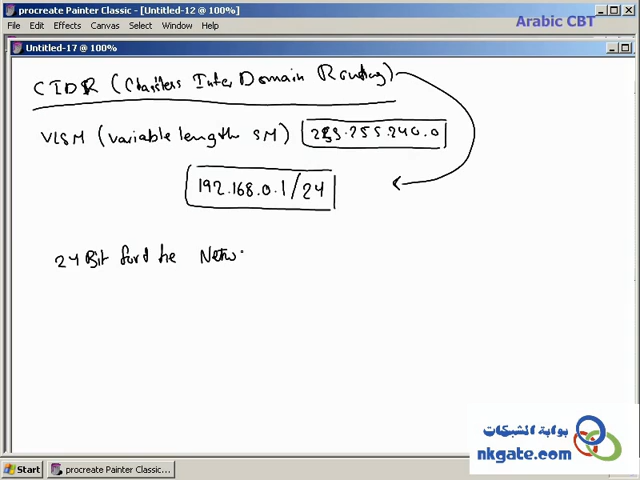 procreate Painter Classic - [Untitled-12 @ 100%]
Arabic CBT
File Edit Effects Canvas Select Window Help
Untitled-17 @ 100%
CIDR (Classless Inter Domain Routing)
VLSM (variable length SM) 255.255.240.0
192.168.0.1/24
24 Bit for the Netw
بوابة الشبكات
nkgate.com
Start procreate Painter Classic...